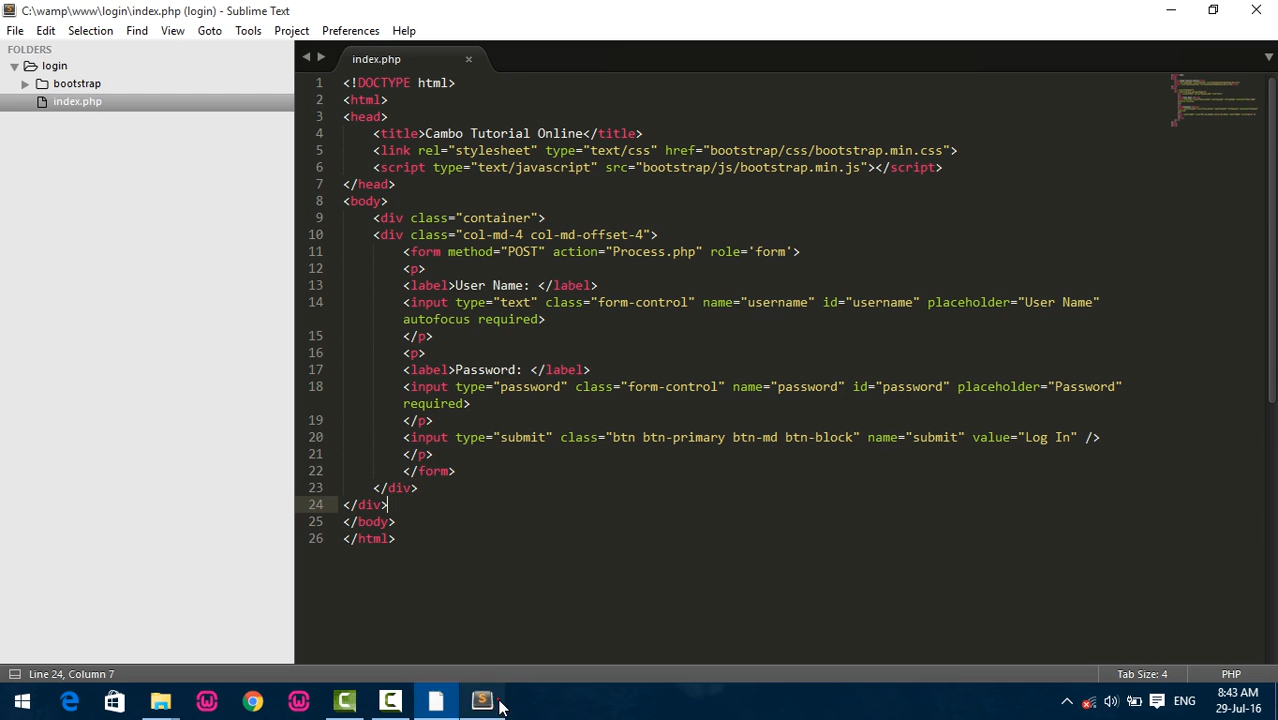 C:\wamp\www\login\index.php (login) - Sublime Text
File Edit Selection Find View Goto Tools Project Preferences Help
FOLDERS
login
bootstrap
index.php
index.php
1 <!DOCTYPE html>
2 <html>
3 <head>
4 <title>Cambo Tutorial Online</title>
5 <link rel="stylesheet" type="text/css" href="bootstrap/css/bootstrap.min.css">
6 <script type="text/javascript" src="bootstrap/js/bootstrap.min.js"></script>
7 </head>
8 <body>
9 <div class="container">
10 <div class="col-md-4 col-md-offset-4">
11 <form method="POST" action="Process.php" role='form'>
12 <p>
13 <label>User Name: </label>
14 <input type="text" class="form-control" name="username" id="username" placeholder="User Name"
autofocus required>
15 </p>
16 <p>
17 <label>Password: </label>
18 <input type="password" class="form-control" name="password" id="password" placeholder="Password"
required>
19 </p>
20 <input type="submit" class="btn btn-primary btn-md btn-block" name="submit" value="Log In" />
21 </p>
22 </form>
23 </div>
24 </div>
25 </body>
26 </html>
Line 24, Column 7
Tab Size: 4
PHP
ENG
8:43 AM
29-Jul-16